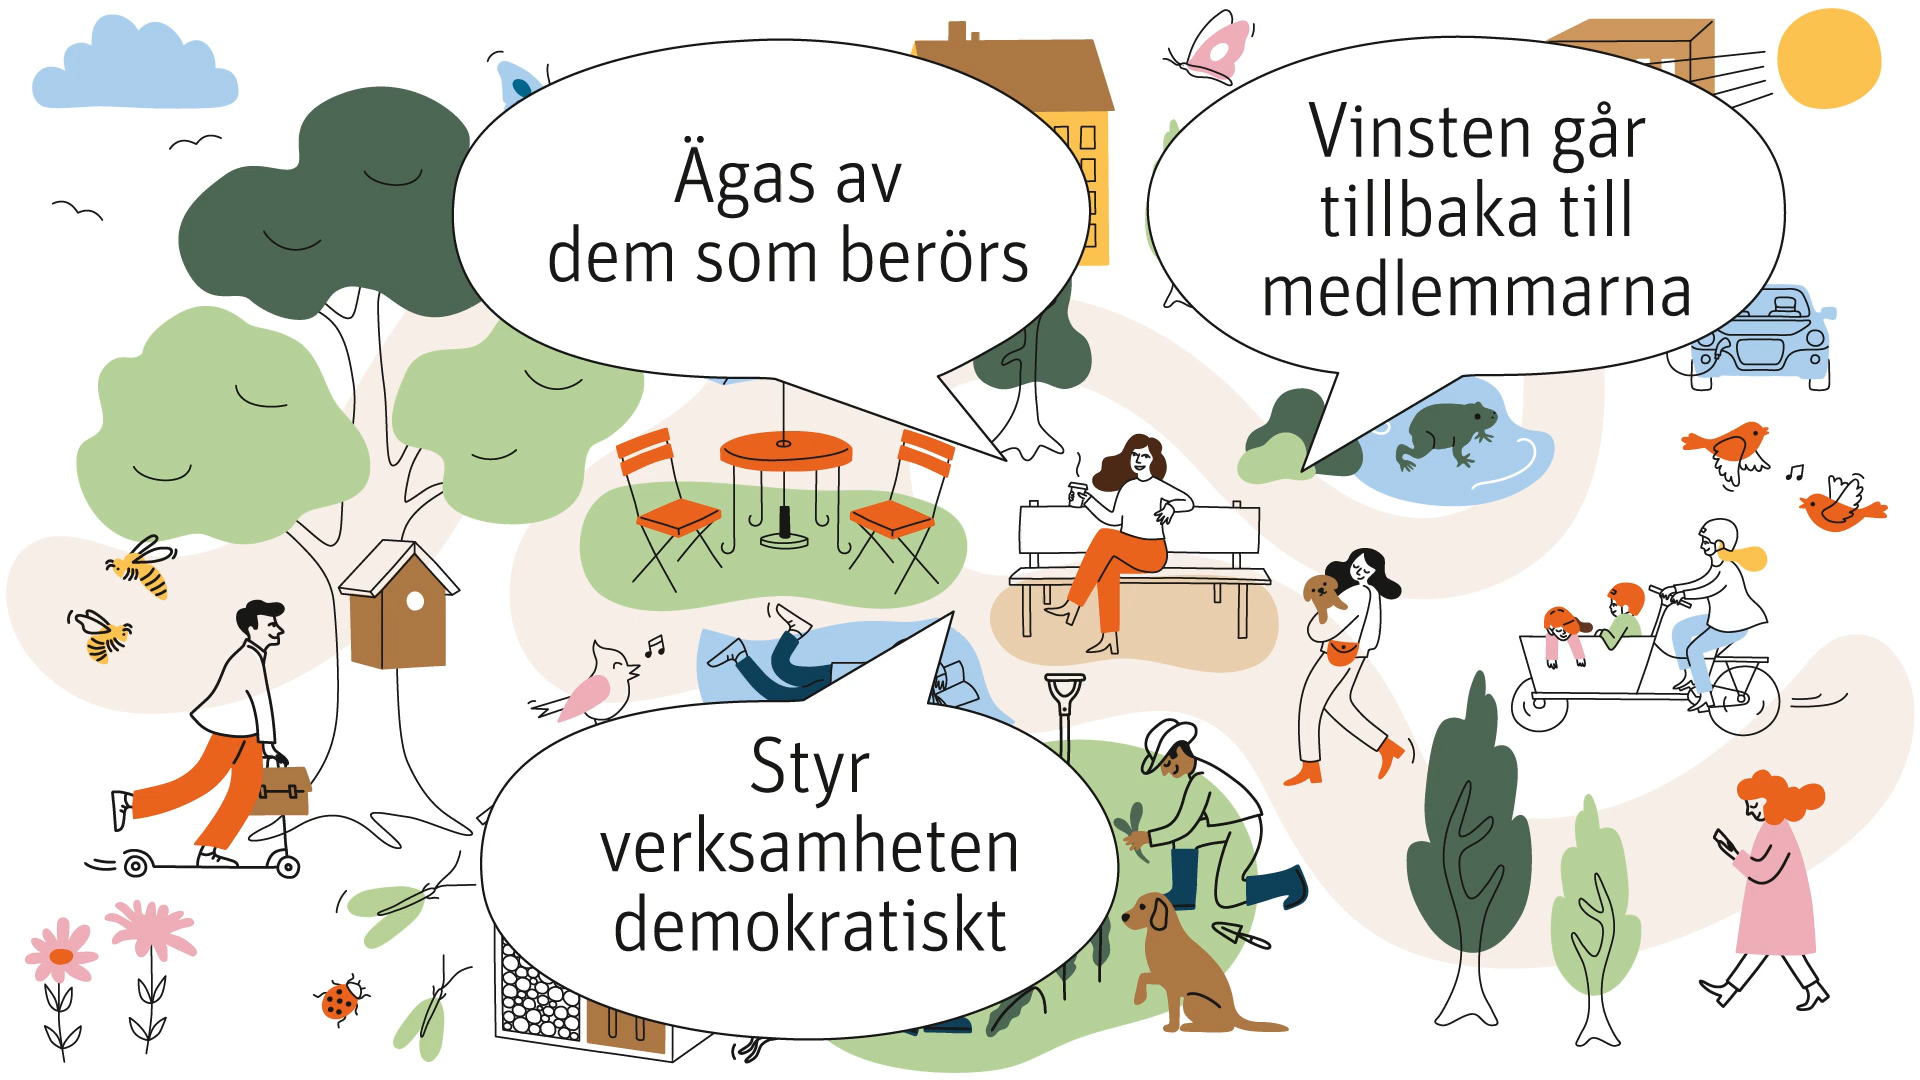 Ägas av
dem som berörs
Vinsten går
tillbaka till
medlemmarna
Styr
verksamheten
demokratiskt